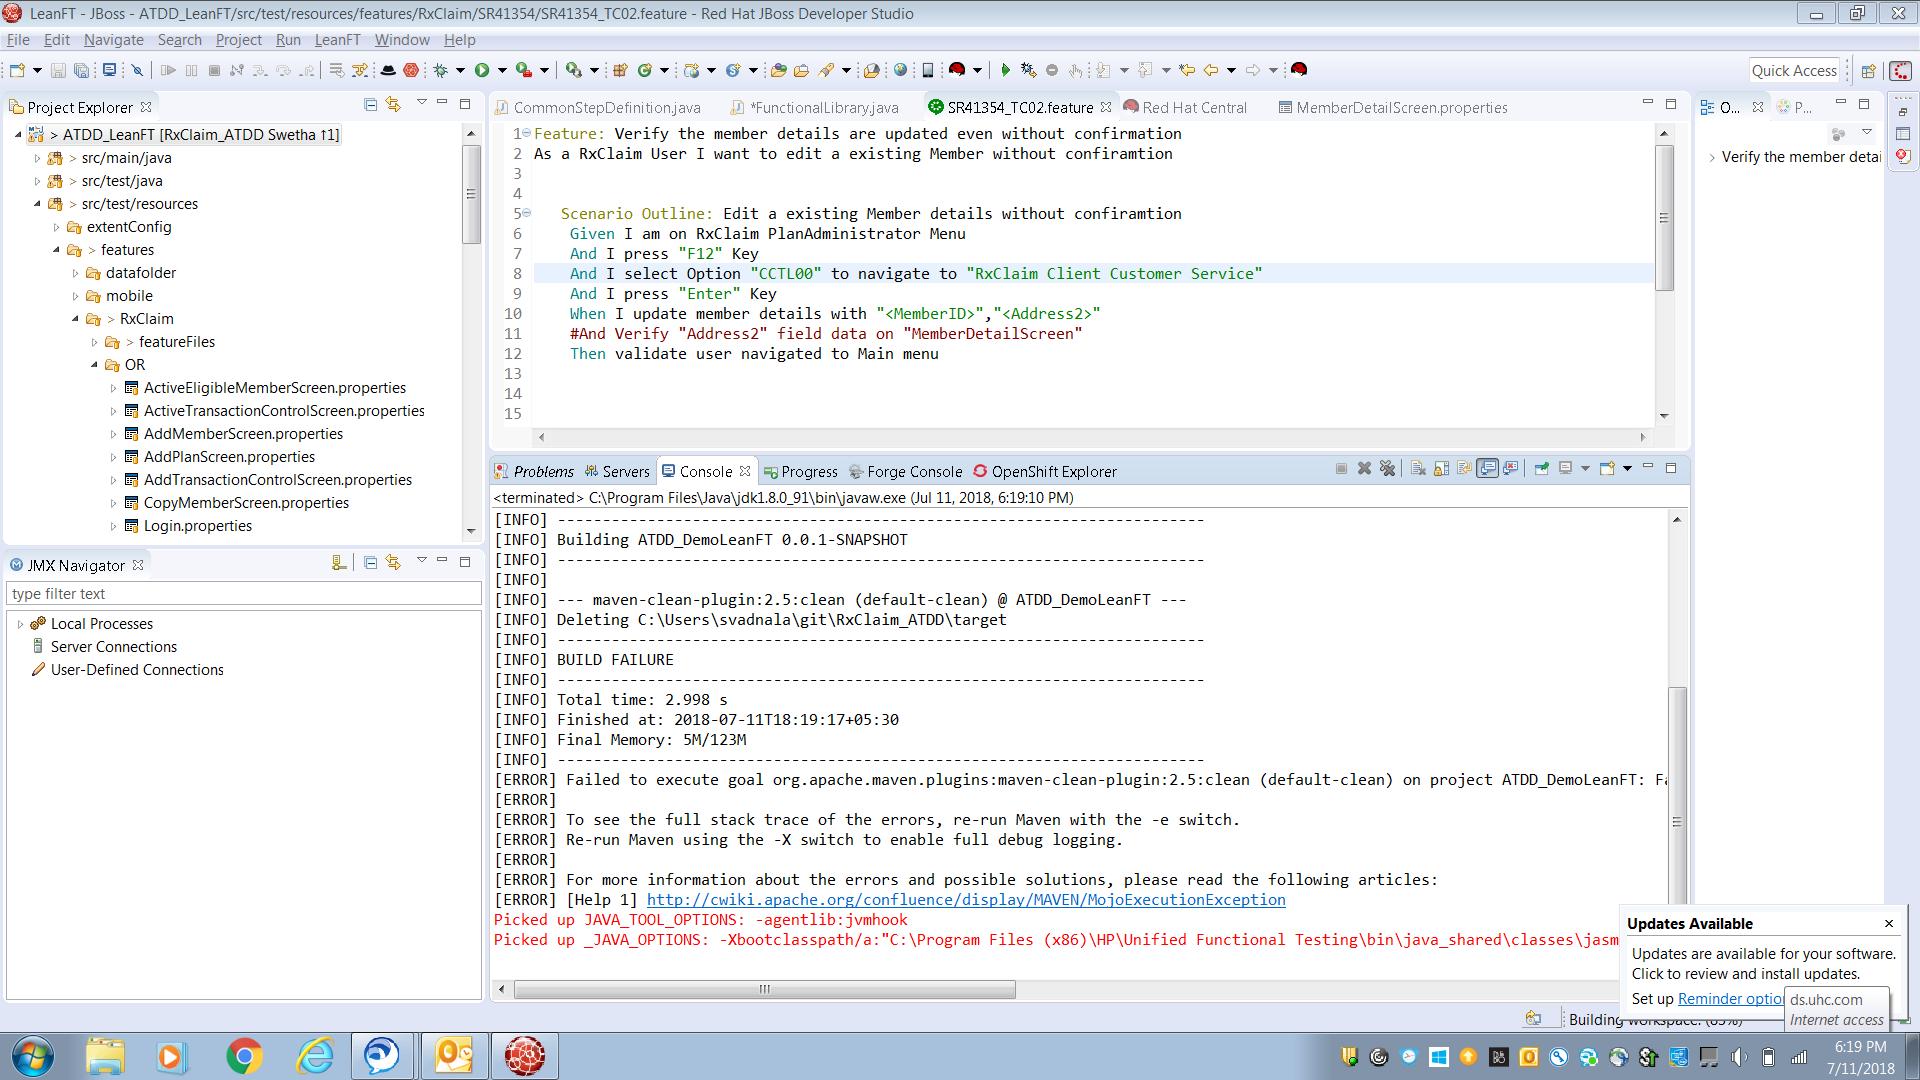 LeanFT - JBoss - ATDD_LeanFT/src/test/resources/features/RxClaim/SR41354/SR41354_TC02.feature - Red Hat JBoss Developer Studio
File Edit Navigate Search Project Run LeanFT Window Help
Quick Access
Project Explorer
> ATDD_LeanFT [RxClaim_ATDD Swetha ↑1]
> src/main/java
> src/test/java
> src/test/resources
extentConfig
> features
datafolder
mobile
> RxClaim
> featureFiles
OR
ActiveEligibleMemberScreen.properties
ActiveTransactionControlScreen.properties
AddMemberScreen.properties
AddPlanScreen.properties
AddTransactionControlScreen.properties
CopyMemberScreen.properties
Login.properties
JMX Navigator
type filter text
Local Processes
Server Connections
User-Defined Connections
CommonStepDefinition.java *FunctionalLibrary.java SR41354_TC02.feature Red Hat Central MemberDetailScreen.properties
1 Feature: Verify the member details are updated even without confirmation
2 As a RxClaim User I want to edit a existing Member without confiramtion
3
4
5 Scenario Outline: Edit a existing Member details without confiramtion
6 Given I am on RxClaim PlanAdministrator Menu
7 And I press "F12" Key
8 And I select Option "CCTL00" to navigate to "RxClaim Client Customer Service"
9 And I press "Enter" Key
10 When I update member details with "<MemberID>","<Address2>"
11 #And Verify "Address2" field data on "MemberDetailScreen"
12 Then validate user navigated to Main menu
13
14
15
O... P...
Verify the member detai
Problems Servers Console Progress Forge Console OpenShift Explorer
<terminated> C:\Program Files\Java\jdk1.8.0_91\bin\javaw.exe (Jul 11, 2018, 6:19:10 PM)
[INFO] ------------------------------------------------------------------------
[INFO] Building ATDD_DemoLeanFT 0.0.1-SNAPSHOT
[INFO] ------------------------------------------------------------------------
[INFO]
[INFO] --- maven-clean-plugin:2.5:clean (default-clean) @ ATDD_DemoLeanFT ---
[INFO] Deleting C:\Users\svadnala\git\RxClaim_ATDD\target
[INFO] ------------------------------------------------------------------------
[INFO] BUILD FAILURE
[INFO] ------------------------------------------------------------------------
[INFO] Total time: 2.998 s
[INFO] Finished at: 2018-07-11T18:19:17+05:30
[INFO] Final Memory: 5M/123M
[INFO] ------------------------------------------------------------------------
[ERROR] Failed to execute goal org.apache.maven.plugins:maven-clean-plugin:2.5:clean (default-clean) on project ATDD_DemoLeanFT: Fa
[ERROR]
[ERROR] To see the full stack trace of the errors, re-run Maven with the -e switch.
[ERROR] Re-run Maven using the -X switch to enable full debug logging.
[ERROR]
[ERROR] For more information about the errors and possible solutions, please read the following articles:
[ERROR] [Help 1] http://cwiki.apache.org/confluence/display/MAVEN/MojoExecutionException
Picked up JAVA_TOOL_OPTIONS: -agentlib:jvmhook
Picked up _JAVA_OPTIONS: -Xbootclasspath/a:"C:\Program Files (x86)\HP\Unified Functional Testing\bin\java_shared\classes\jasm
Updates Available
Updates are available for your software.
Click to review and install updates.
Set up Reminder optio
ds.uhc.com
Internet access
Building workspace: (65%)
6:19 PM
7/11/2018